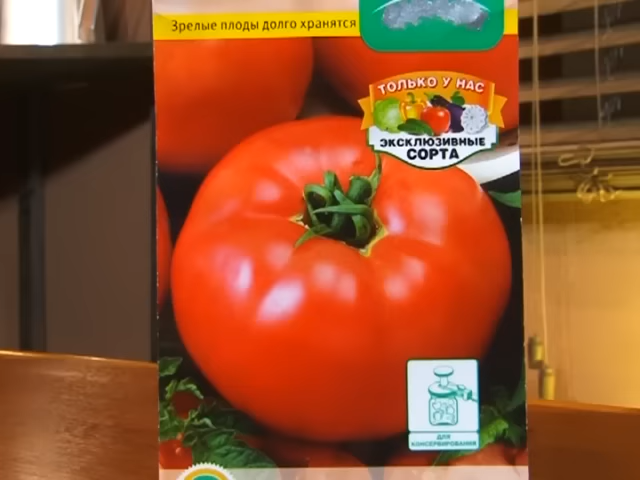 Зрелые плоды долго хранятся
ТОЛЬКО У НАС
ЭКСКЛЮЗИВНЫЕ
СОРТА
ДЛЯ
КОНСЕРВИРОВАНИЯ